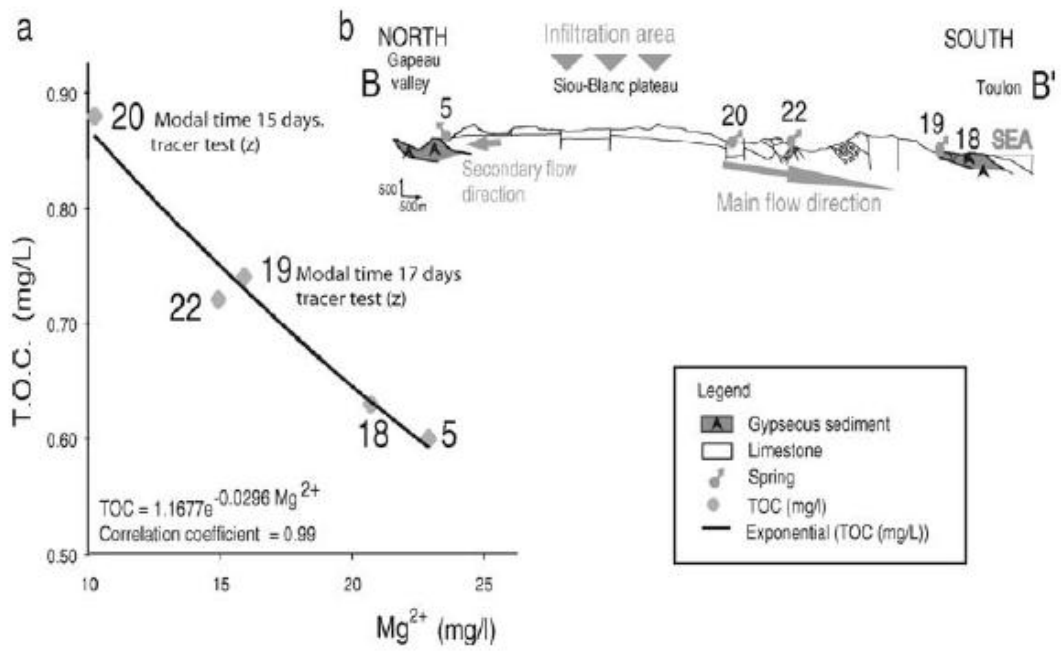 a
0.90
0.80
0.70
0.60
0.50
T.O.C. (mg/L)
10
15
20
25
Mg2+ (mg/l)
20 Modal time 15 days.
tracer test (z)
19 Modal time 17 days
tracer test (z)
22
18
5
TOC = 1.1677e-0.0296 Mg2+
Correlation coefficient = 0.99
b
NORTH
Gapeau
valley
B
Infiltration area
Siou-Blanc plateau
SOUTH
Toulon B'
5
20
22
19
18
SEA
Secondary flow
direction
Main flow direction
500
500m
Legend
Gypseous sediment
Limestone
Spring
TOC (mg/l)
Exponential (TOC (mg/L))